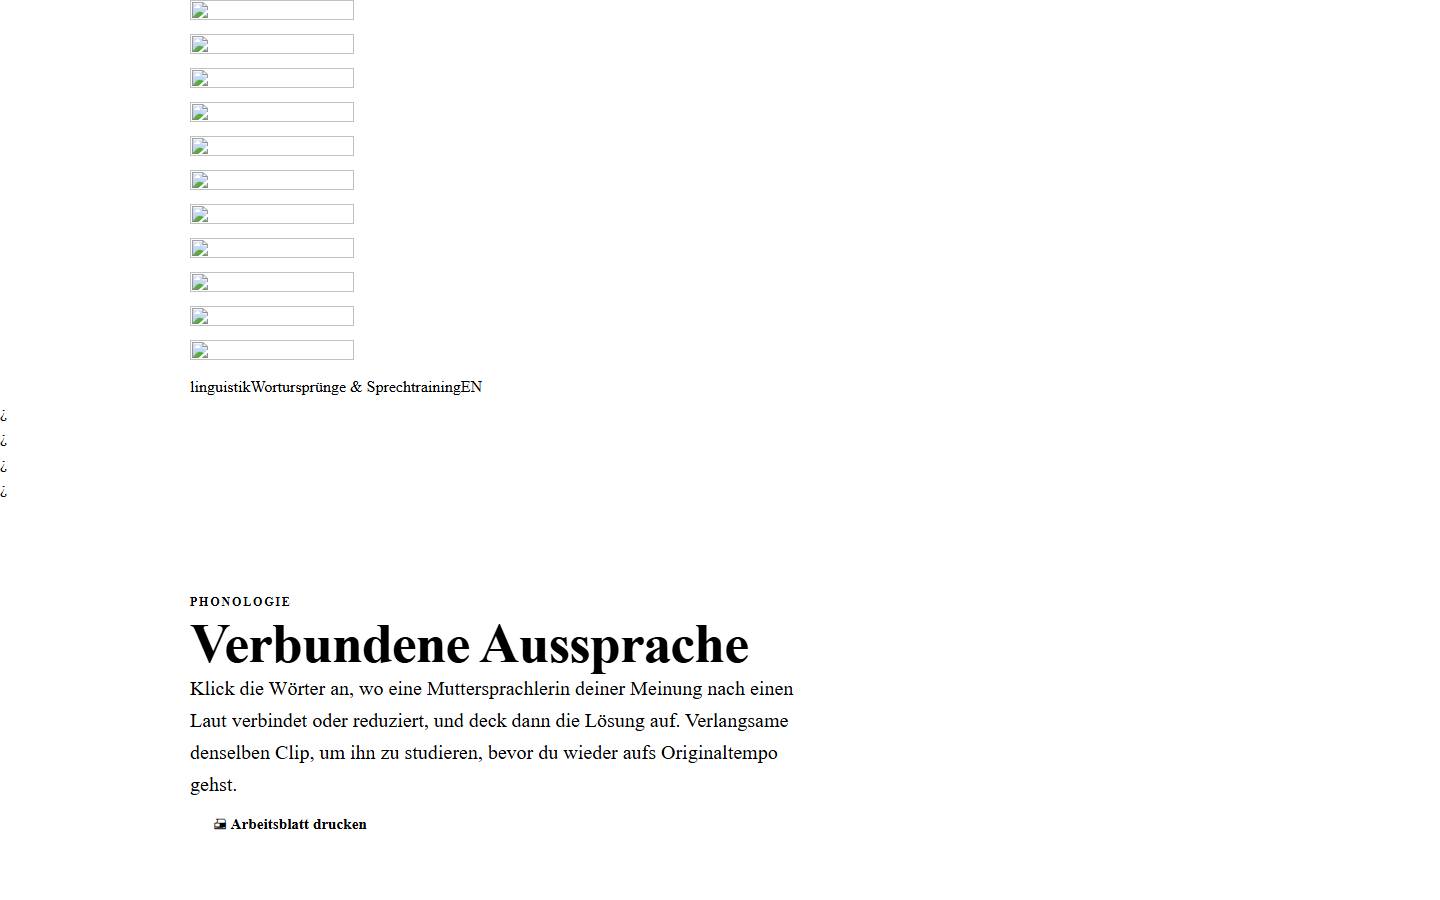 linguistikWortursprünge & SprechtrainingEN
¿
¿
¿
¿
PHONOLOGIE
Verbundene Aussprache
Klick die Wörter an, wo eine Muttersprachlerin deiner Meinung nach einen
Laut verbindet oder reduziert, und deck dann die Lösung auf. Verlangsame
denselben Clip, um ihn zu studieren, bevor du wieder aufs Originaltempo
gehst.
Arbeitsblatt drucken